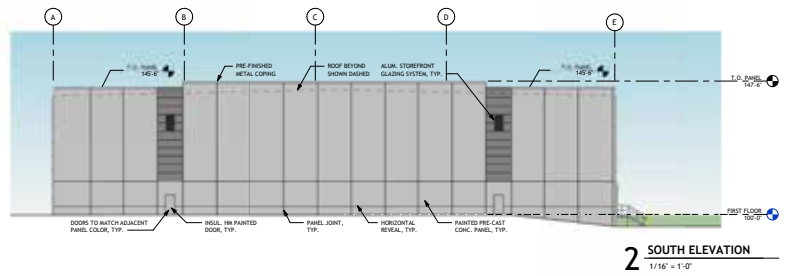 A
B
C
D
E
T.O. PANEL
145'-6"
PRE-FINISHED
METAL COPING
ROOF BEYOND
SHOWN DASHED
ALUM. STOREFRONT
GLAZING SYSTEM, TYP.
T.O. PANEL
145'-6"
T.O. PANEL
147'-6"
FIRST FLOOR
100'-0"
DOORS TO MATCH ADJACENT
PANEL COLOR, TYP.
INSUL. HM PAINTED
DOOR, TYP.
PANEL JOINT,
TYP.
HORIZONTAL
REVEAL, TYP.
PAINTED PRE-CAST
CONC. PANEL, TYP.
2 SOUTH ELEVATION
1/16" = 1'-0"